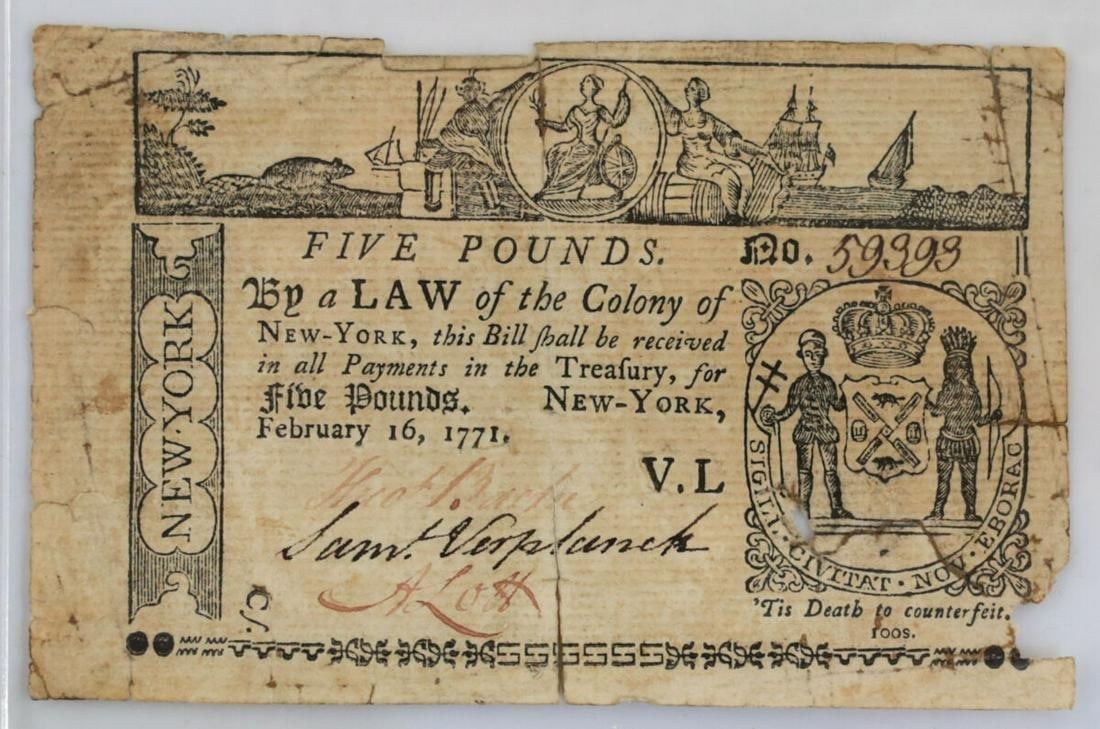 FIVE POUNDS. No. 59393
By a LAW of the Colony of
NEW-YORK, this Bill ſhall be received
in all Payments in the Treaſury, for
Five Pounds. NEW-YORK,
February 16, 1771.
V.L
Samˡ. Verplanck
A Lott
NEW-YORK
C.
SIGILL · CIVITAT · NOV · EBORAC
'Tis Death to counterfeit.
100s.